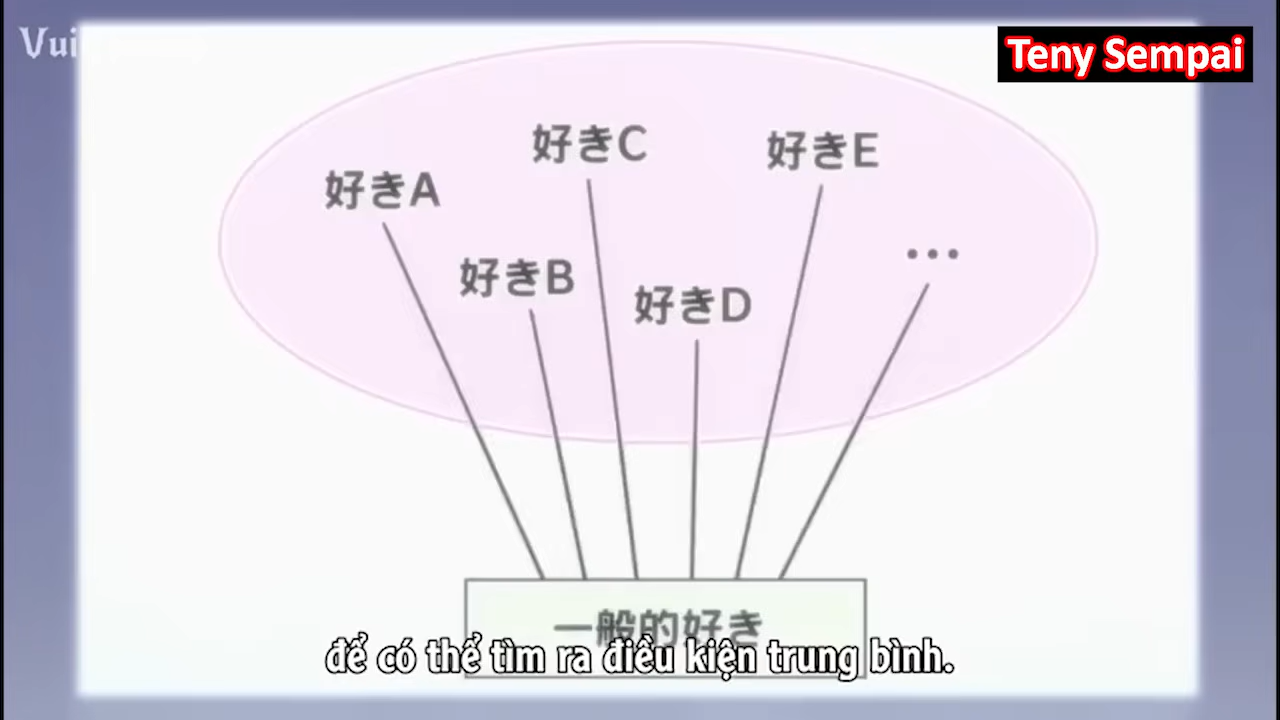 Vui
Teny Sempai
好きC
好きE
好きA
...
好きB
好きD
一般的好き
để có thể tìm ra điều kiện trung bình.